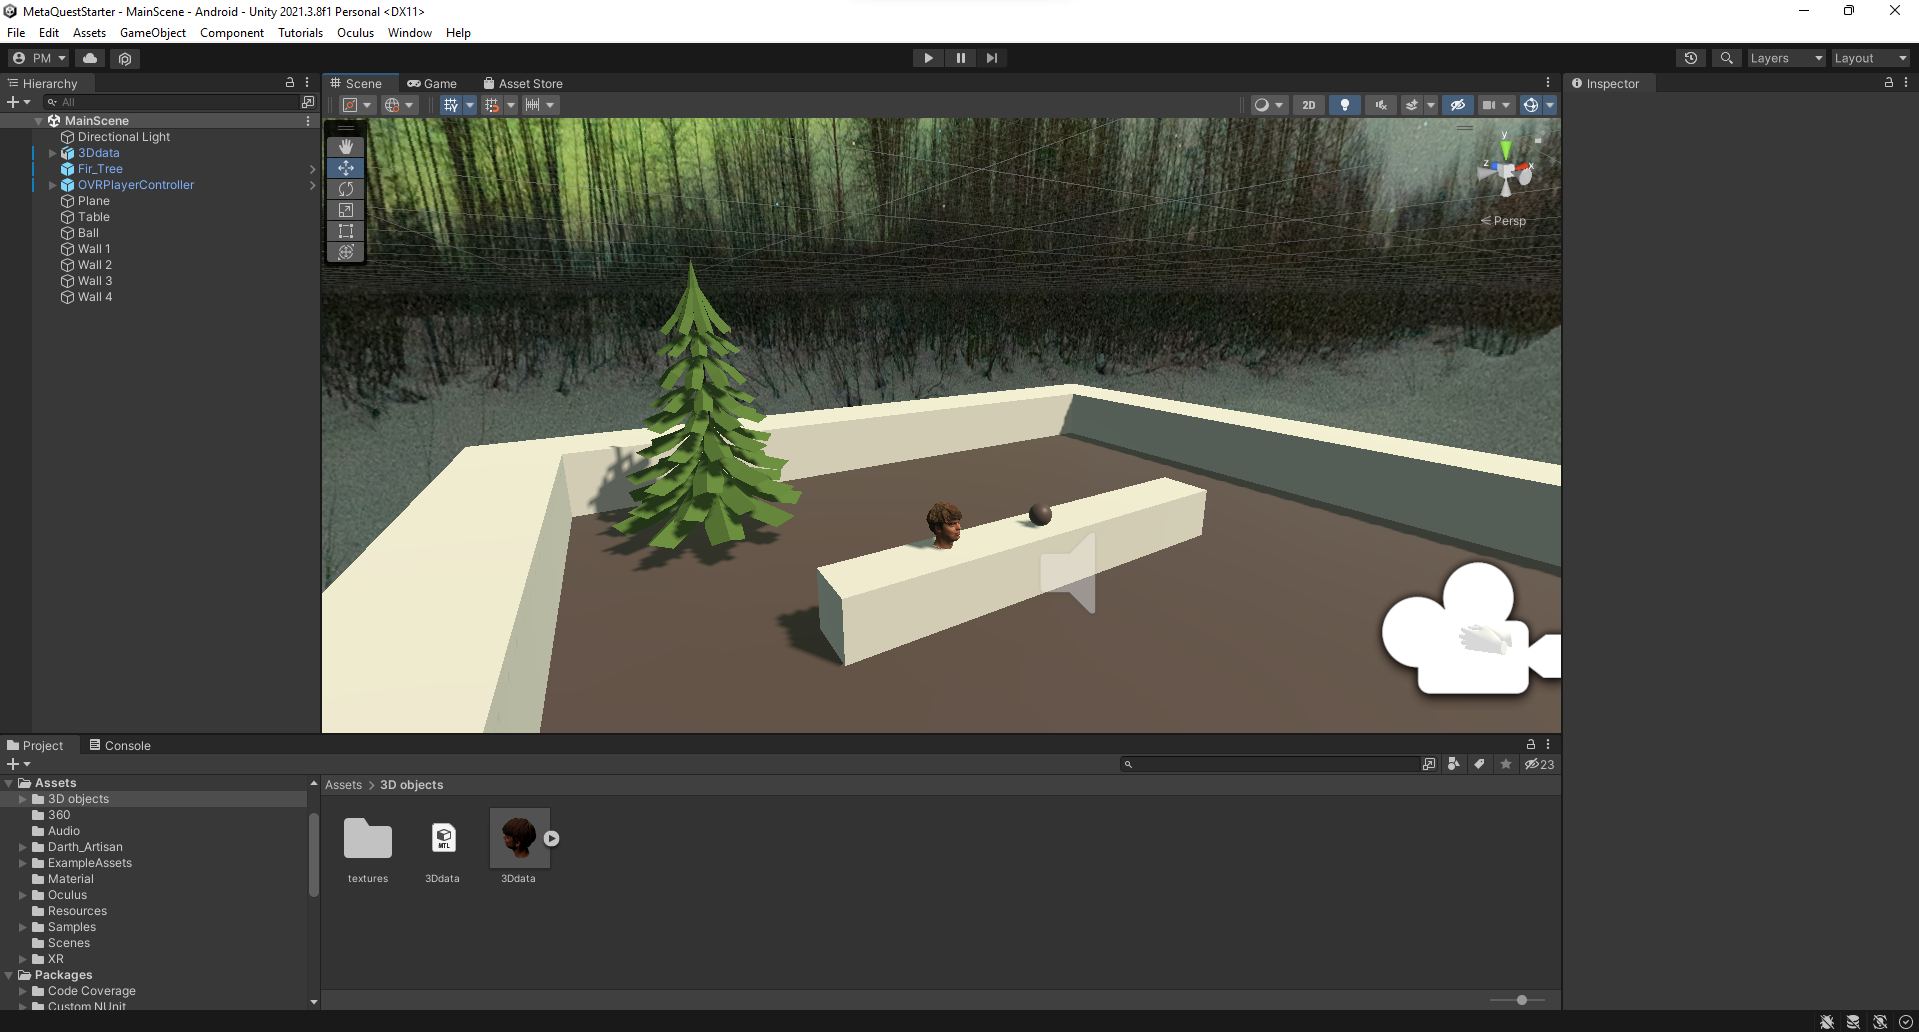 MetaQuestStarter - MainScene - Android - Unity 2021.3.8f1 Personal <DX11>
File Edit Assets GameObject Component Tutorials Oculus Window Help
PM Layers Layout
Hierarchy
All
MainScene
Directional Light
3Ddata
Fir_Tree
OVRPlayerController
Plane
Table
Ball
Wall 1
Wall 2
Wall 3
Wall 4
Scene Game Asset Store
2D
y
z x
Persp
Inspector
Project Console
23
Assets
3D objects
360
Audio
Darth_Artisan
ExampleAssets
Material
Oculus
Resources
Samples
Scenes
XR
Packages
Code Coverage
Custom NUnit
Assets > 3D objects
MTL
textures 3Ddata 3Ddata